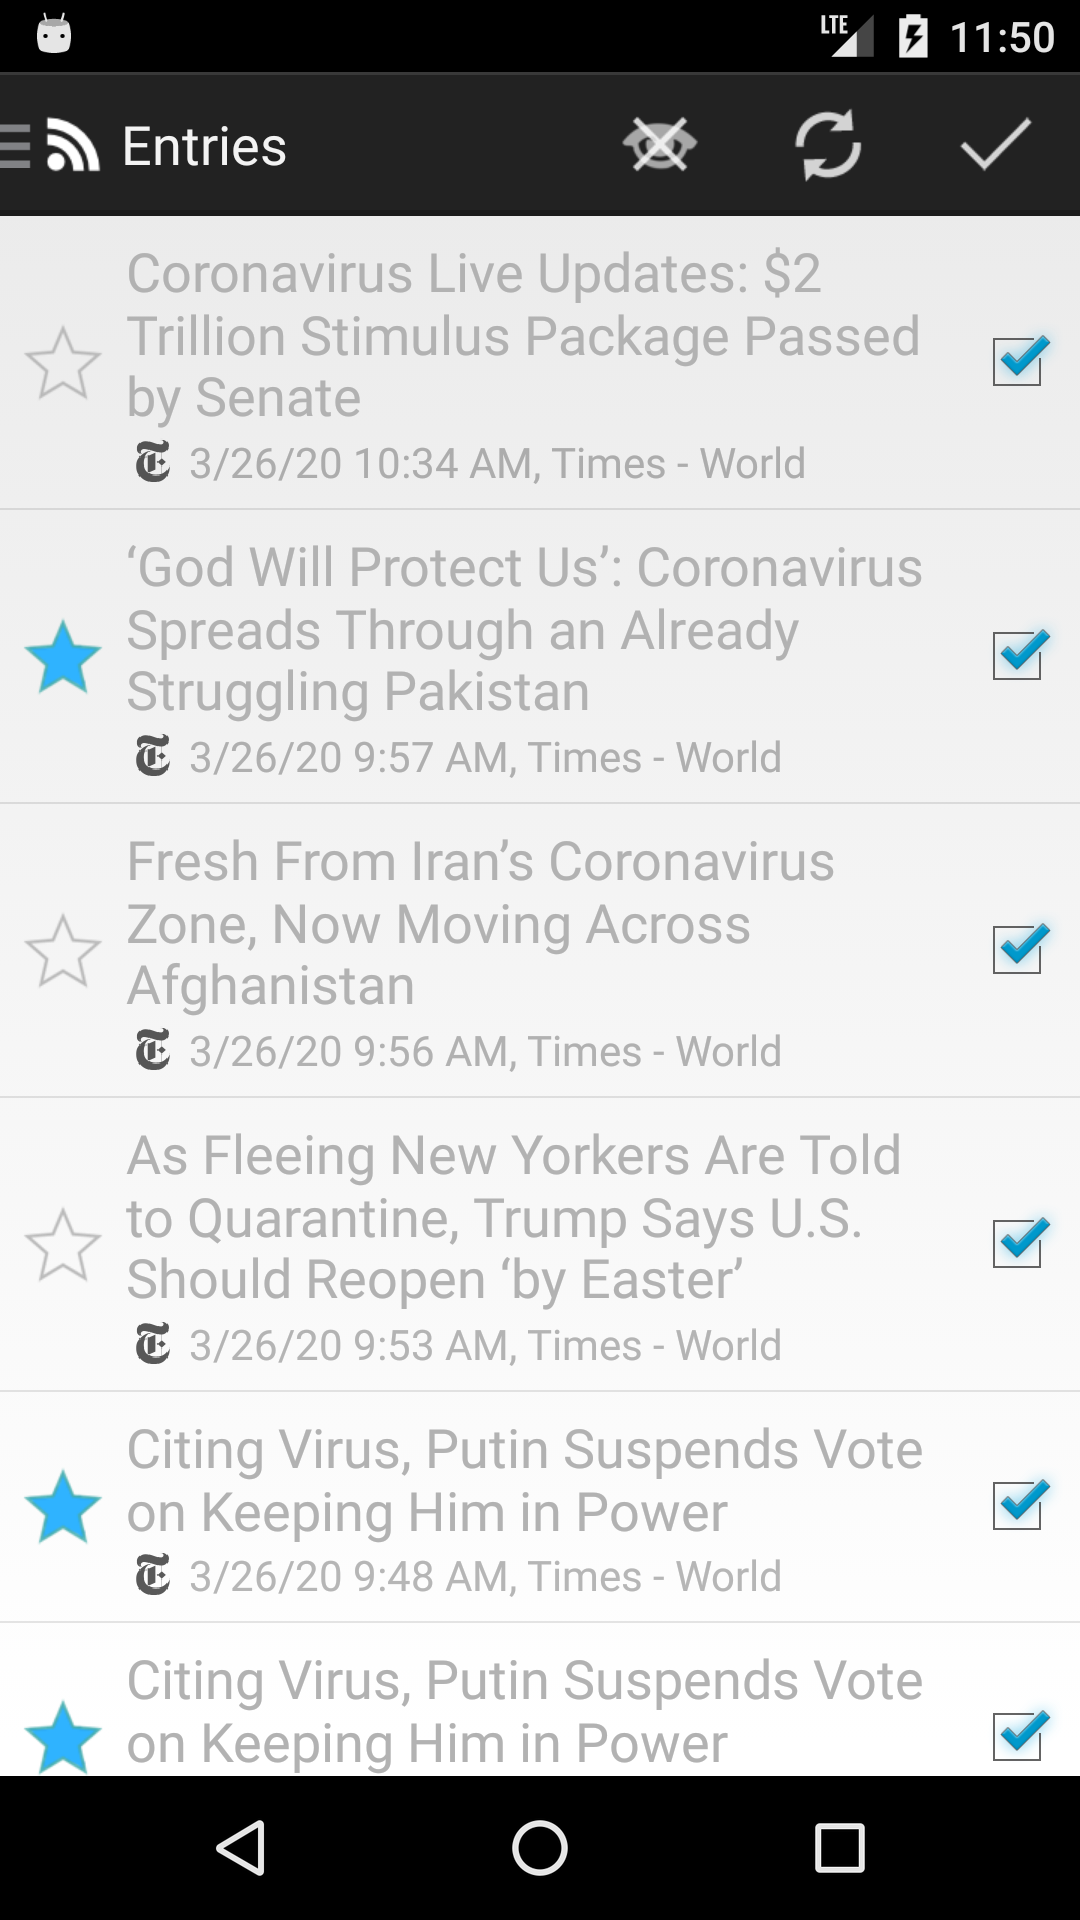 LTE 11:50
Entries
Coronavirus Live Updates: $2
Trillion Stimulus Package Passed
by Senate
3/26/20 10:34 AM, Times - World
‘God Will Protect Us’: Coronavirus
Spreads Through an Already
Struggling Pakistan
3/26/20 9:57 AM, Times - World
Fresh From Iran’s Coronavirus
Zone, Now Moving Across
Afghanistan
3/26/20 9:56 AM, Times - World
As Fleeing New Yorkers Are Told
to Quarantine, Trump Says U.S.
Should Reopen ‘by Easter’
3/26/20 9:53 AM, Times - World
Citing Virus, Putin Suspends Vote
on Keeping Him in Power
3/26/20 9:48 AM, Times - World
Citing Virus, Putin Suspends Vote
on Keeping Him in Power